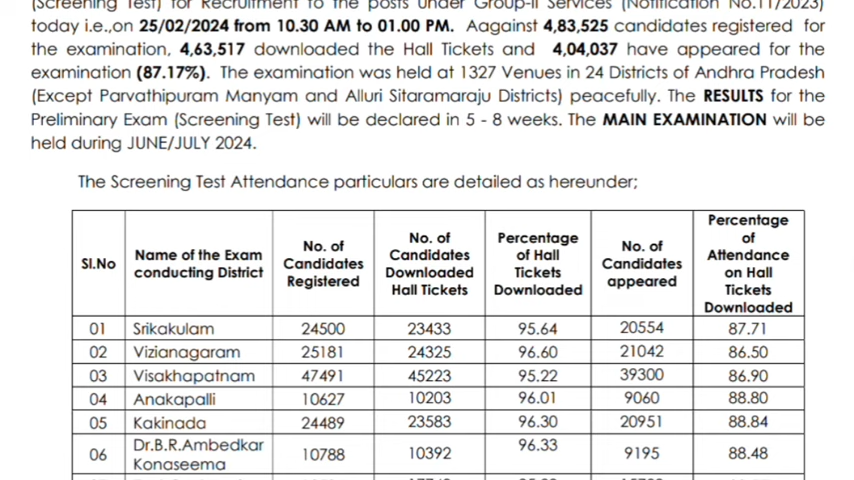 (Screening Test) for Recruitment to the posts under Group-II Services (Notification No.11/2023)
today i.e.,on 25/02/2024 from 10.30 AM to 01.00 PM. Aagainst 4,83,525 candidates registered for
the examination, 4,63,517 downloaded the Hall Tickets and 4,04,037 have appeared for the
examination (87.17%). The examination was held at 1327 Venues in 24 Districts of Andhra Pradesh
(Except Parvathipuram Manyam and Alluri Sitaramaraju Districts) peacefully. The RESULTS for the
Preliminary Exam (Screening Test) will be declared in 5 - 8 weeks. The MAIN EXAMINATION will be
held during JUNE/JULY 2024.
The Screening Test Attendance particulars are detailed as hereunder;
Sl.No Name of the Exam conducting District No. of Candidates Registered No. of Candidates Downloaded Hall Tickets Percentage of Hall Tickets Downloaded No. of Candidates appeared Percentage of Attendance on Hall Tickets Downloaded
01 Srikakulam 24500 23433 95.64 20554 87.71
02 Vizianagaram 25181 24325 96.60 21042 86.50
03 Visakhapatnam 47491 45223 95.22 39300 86.90
04 Anakapalli 10627 10203 96.01 9060 88.80
05 Kakinada 24489 23583 96.30 20951 88.84
06 Dr.B.R.Ambedkar Konaseema 10788 10392 96.33 9195 88.48